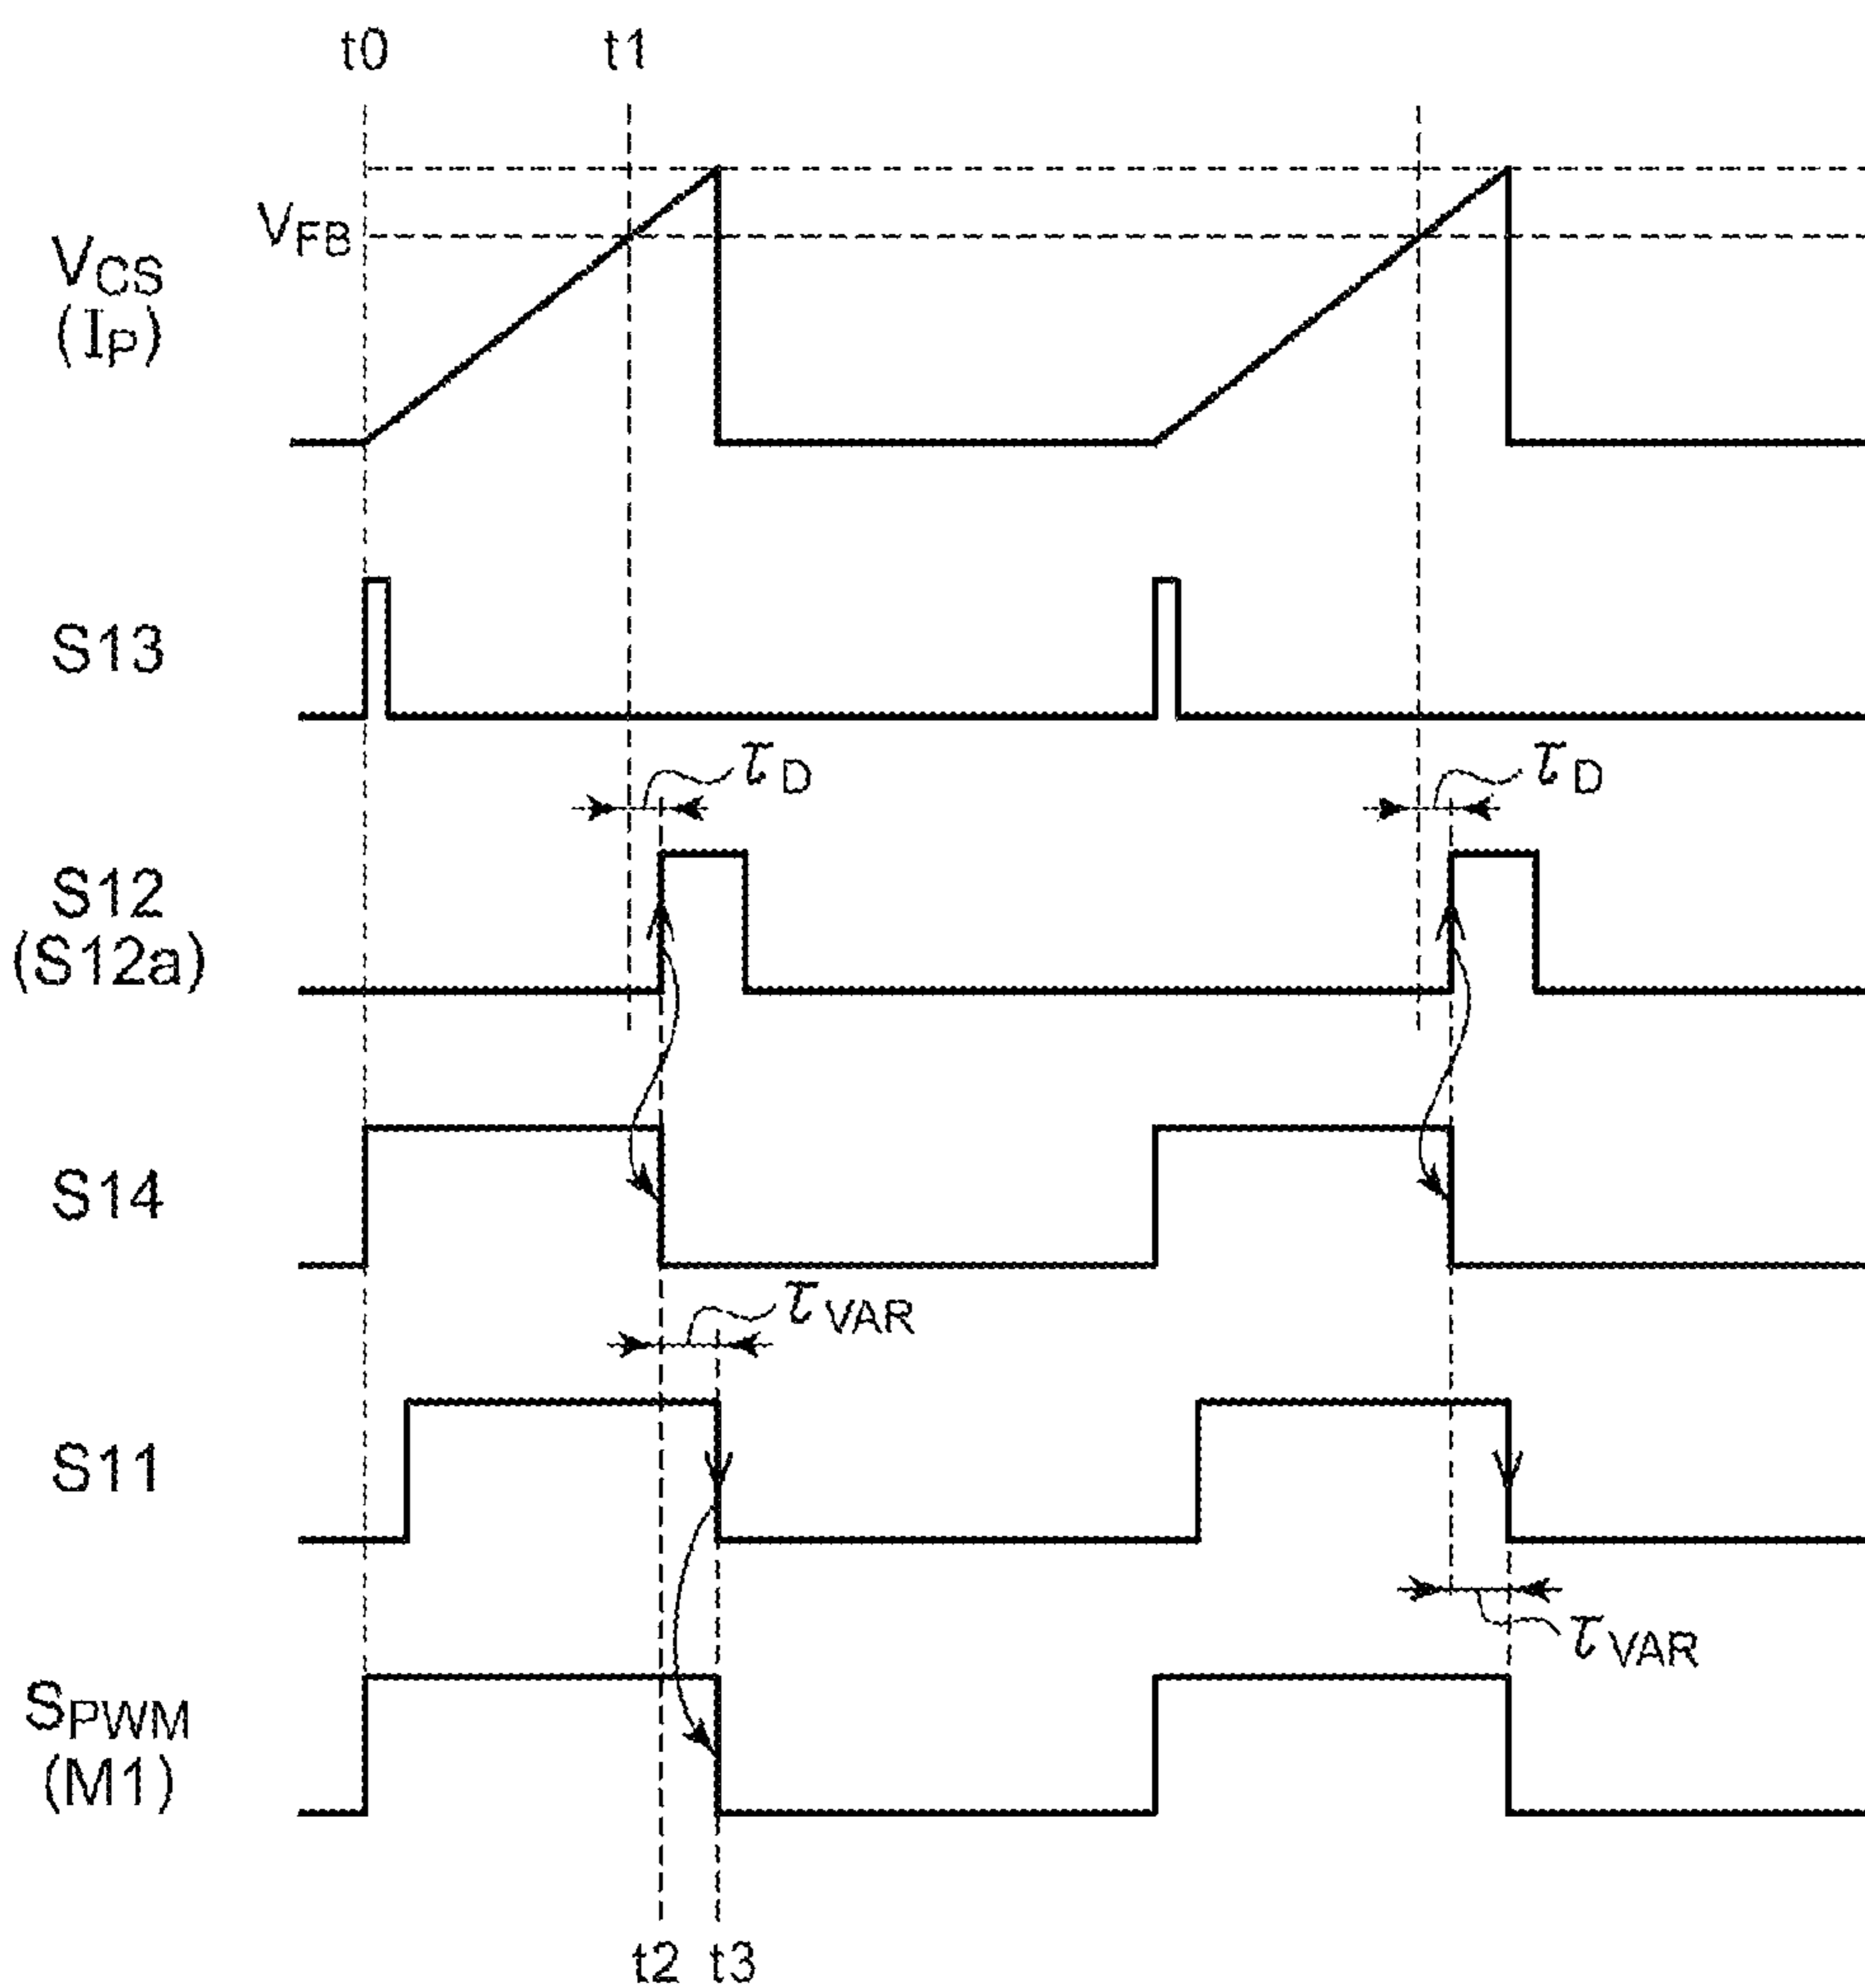 t0 t1
VFB
VCS
(IP)
S13
τD τD
S12
(S12a)
S14
τVAR
S11
τVAR
SPWM
(M1)
t2 t3